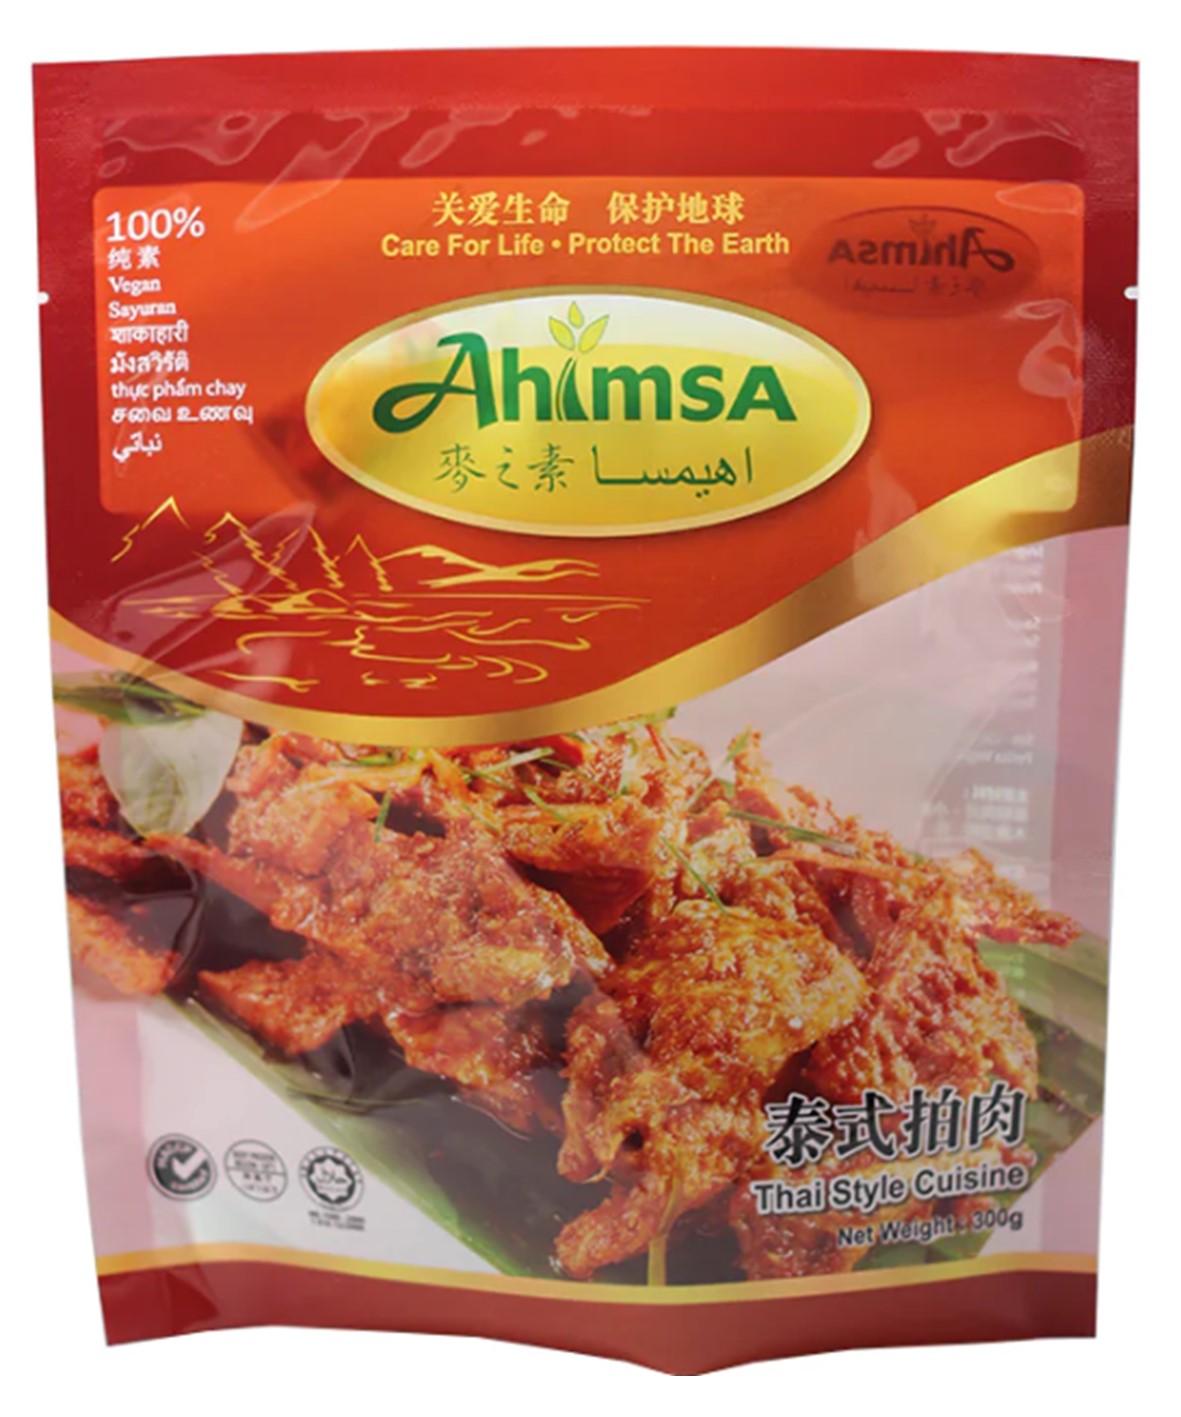 100%
纯素
Vegan
Sayuran
शाकाहारी
มังสวิรัติ
thực phẩm chay
சைவ உணவு
نباتي
关爱生命 保护地球
Care For Life • Protect The Earth
Ahimsa
麥之素 اهيمسا
泰式拍肉
Thai Style Cuisine
Net Weight : 300g